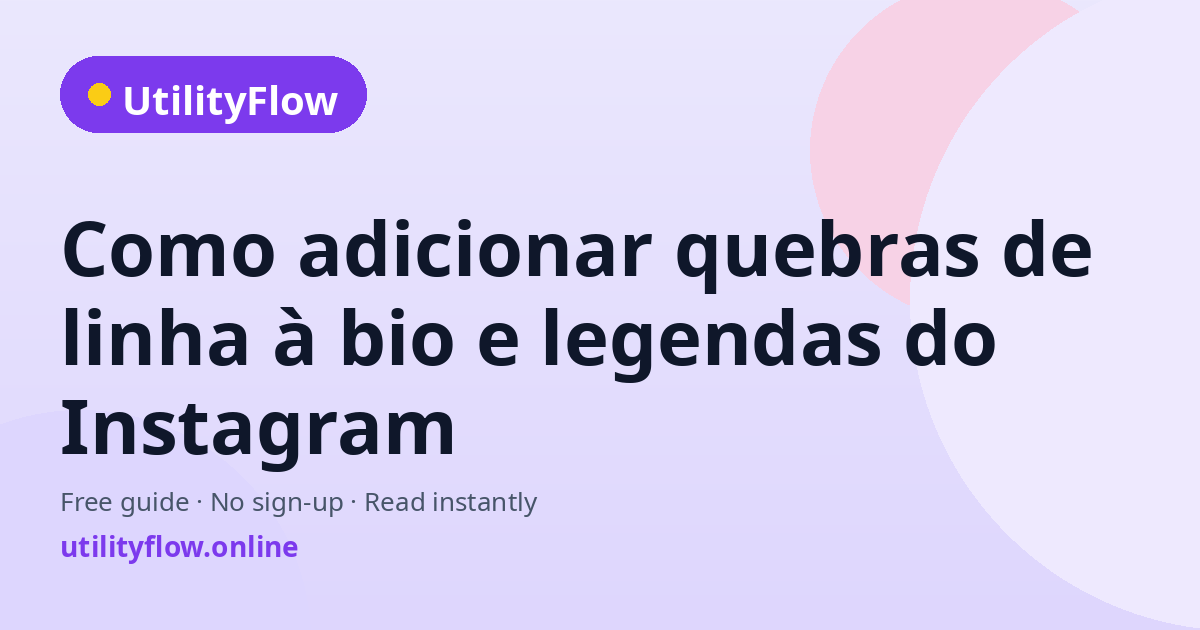 UtilityFlow
Como adicionar quebras de
linha à bio e legendas do
Instagram
Free guide · No sign-up · Read instantly
utilityflow.online